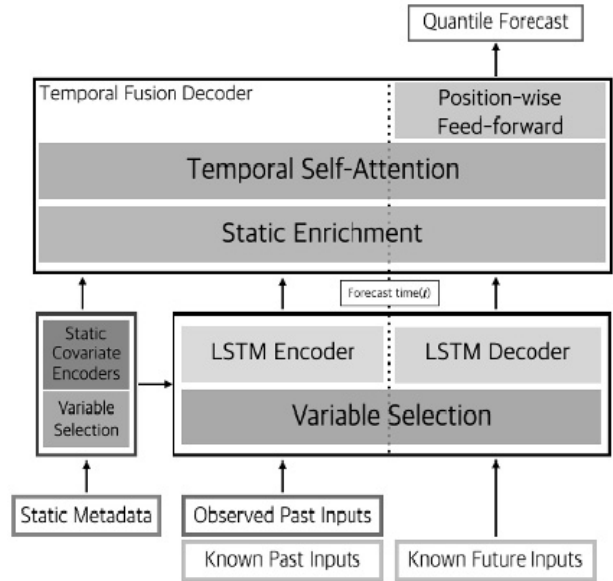 Quantile Forecast
Temporal Fusion Decoder
Position-wise
Feed-forward
Temporal Self-Attention
Static Enrichment
Forecast time(t)
Static
Covariate
Encoders
Variable
Selection
LSTM Encoder
LSTM Decoder
Variable Selection
Static Metadata
Observed Past Inputs
Known Past Inputs
Known Future Inputs